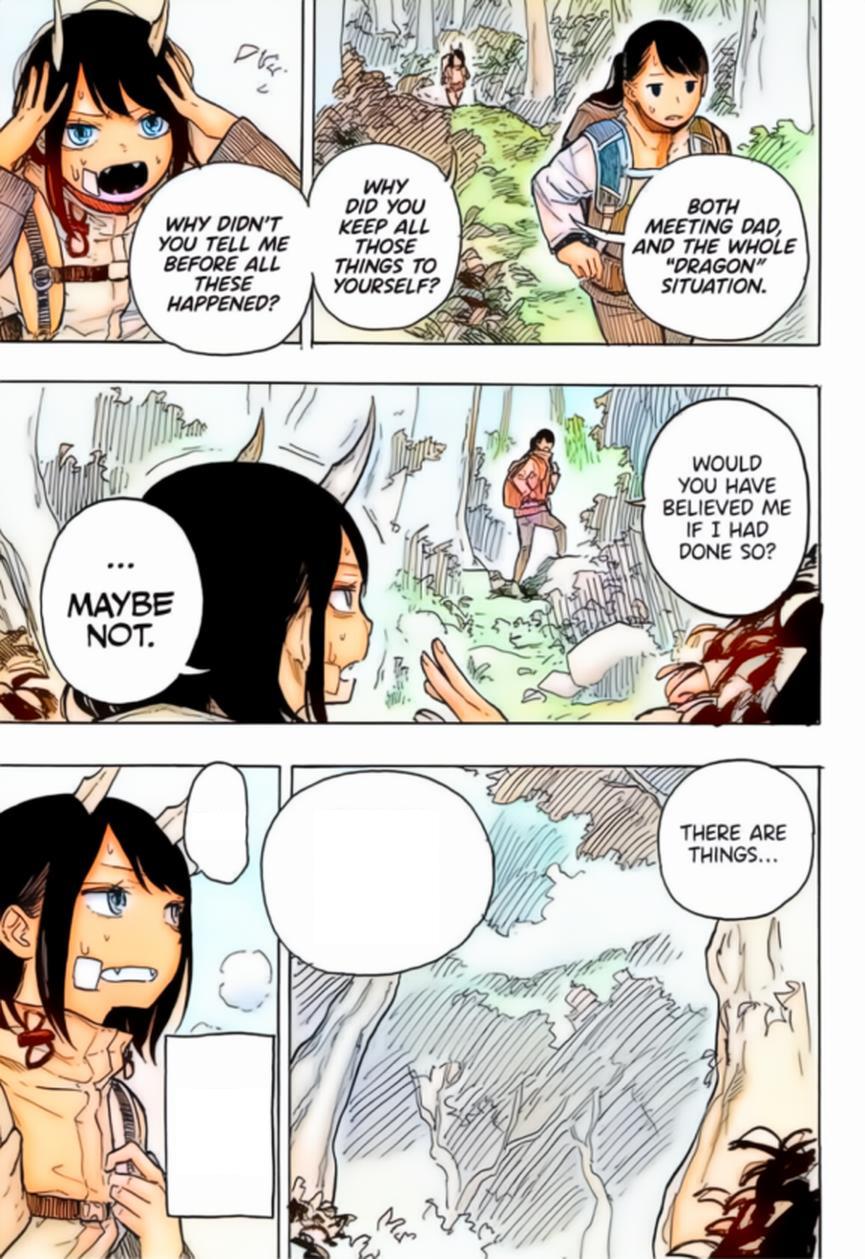 BOTH
MEETING DAD,
AND THE WHOLE
“DRAGON”
SITUATION.
WHY
DID YOU
KEEP ALL
THOSE
THINGS TO
YOURSELF?
WHY DIDN'T
YOU TELL ME
BEFORE ALL
THESE
HAPPENED?
WOULD
YOU HAVE
BELIEVED ME
IF I HAD
DONE SO?
...
MAYBE
NOT.
THERE ARE
THINGS...